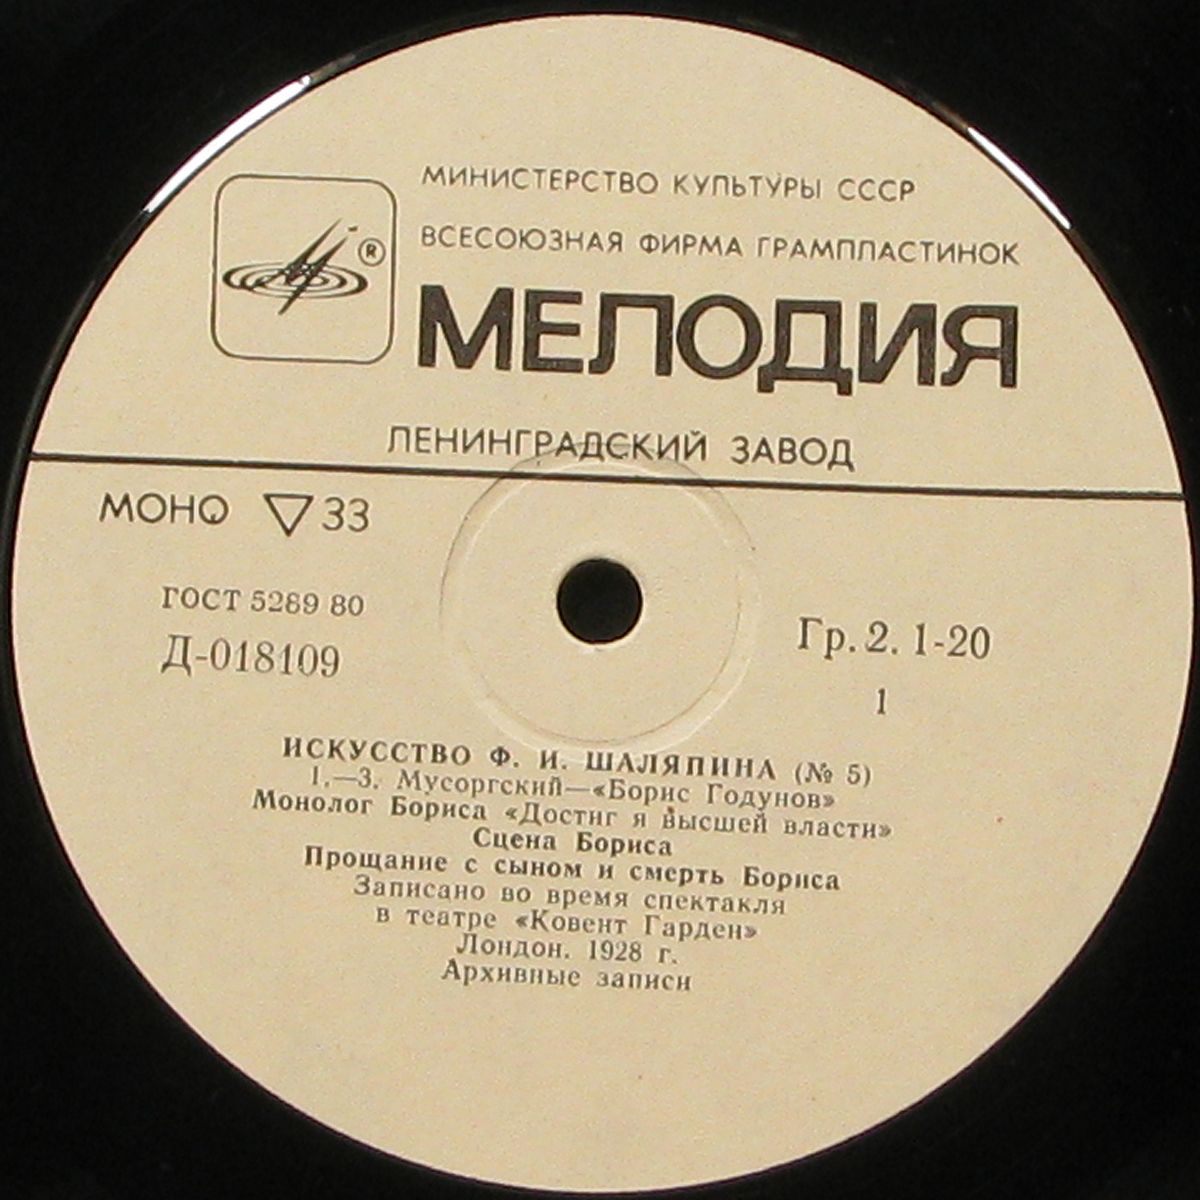 МИНИСТЕРСТВО КУЛЬТУРЫ СССР
ВСЕСОЮЗНАЯ ФИРМА ГРАМПЛАСТИНОК
®
МЕЛОДИЯ
ЛЕНИНГРАДСКИЙ ЗАВОД
МОНО ▽ 33
ГОСТ 5289 80
Д-018109
Гр. 2. 1-20
1
ИСКУССТВО Ф. И. ШАЛЯПИНА (№ 5)
1.—3. Мусоргский—«Борис Годунов»
Монолог Бориса «Достиг я высшей власти»
Сцена Бориса
Прощание с сыном и смерть Бориса
Записано во время спектакля
в театре «Ковент Гарден»
Лондон. 1928 г.
Архивные записи